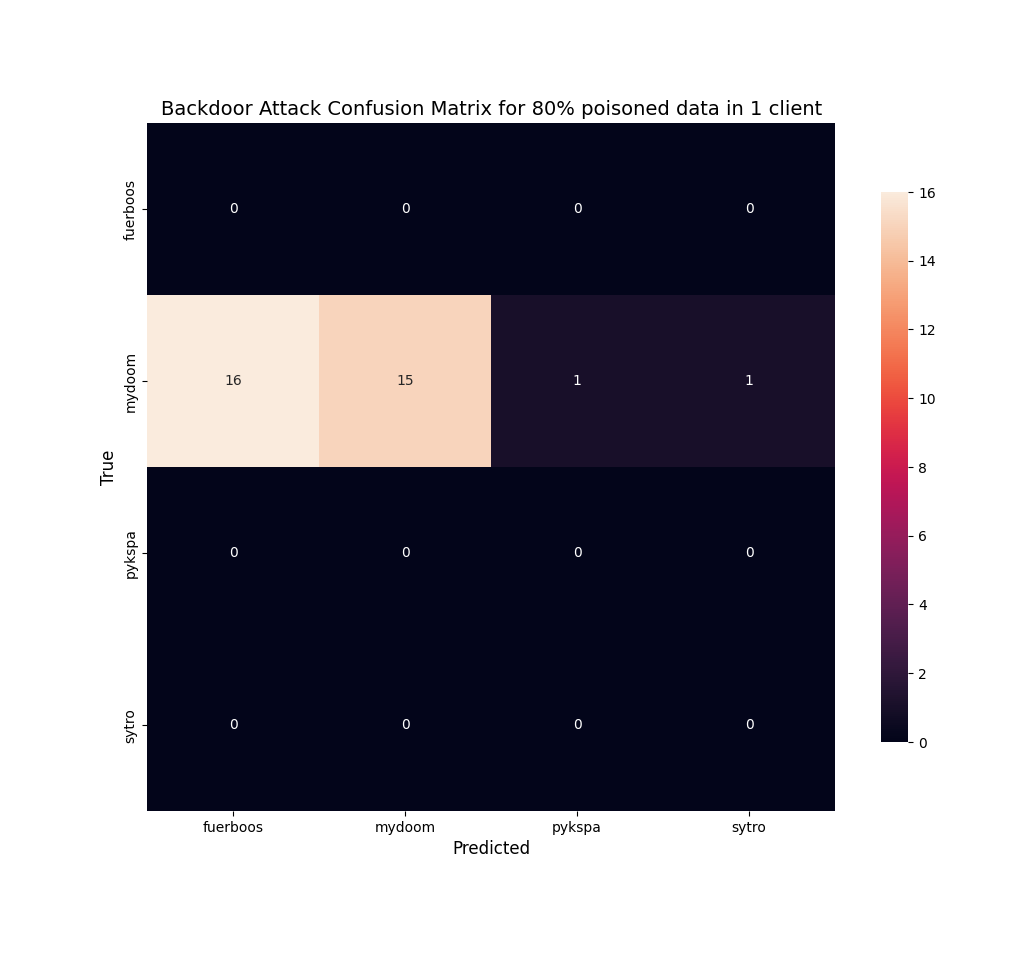 Backdoor Attack Confusion Matrix for 80% poisoned data in 1 client
fuerboos
0 0 0 0
mydoom
16 15 1 1
pykspa
0 0 0 0
sytro
0 0 0 0
True
fuerboos mydoom pykspa sytro
Predicted
16
14
12
10
8
6
4
2
0